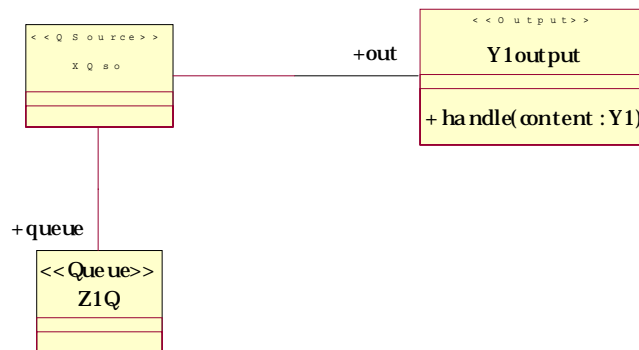 <<QSource>>
XQso
+out
<<Output>>
Y1output
+handle(content : Y1)
+queue
<<Queue>>
Z1Q